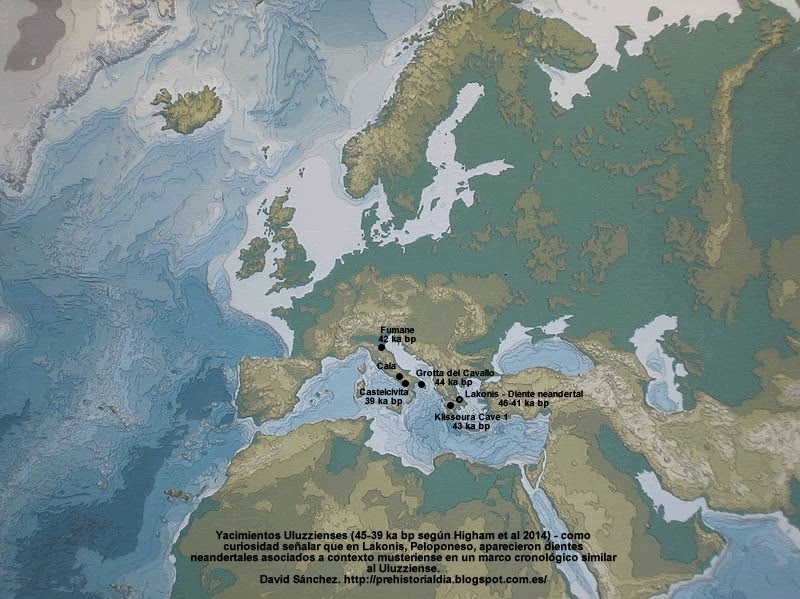 Fumane
42 ka bp
Cala
Grotta del Cavallo
44 ka bp
Castelcivita
39 ka bp
Lakonis - Diente neandertal
46-41 ka bp
Klissoura Cave 1
43 ka bp
Yacimientos Uluzzienses (45-39 ka bp según Higham et al 2014) - como
curiosidad señalar que en Lakonis, Peloponeso, aparecieron dientes
neandertales asociados a contexto musteriense en un marco cronológico similar
al Uluzziense.
David Sánchez. http://prehistorialdia.blogspot.com.es/